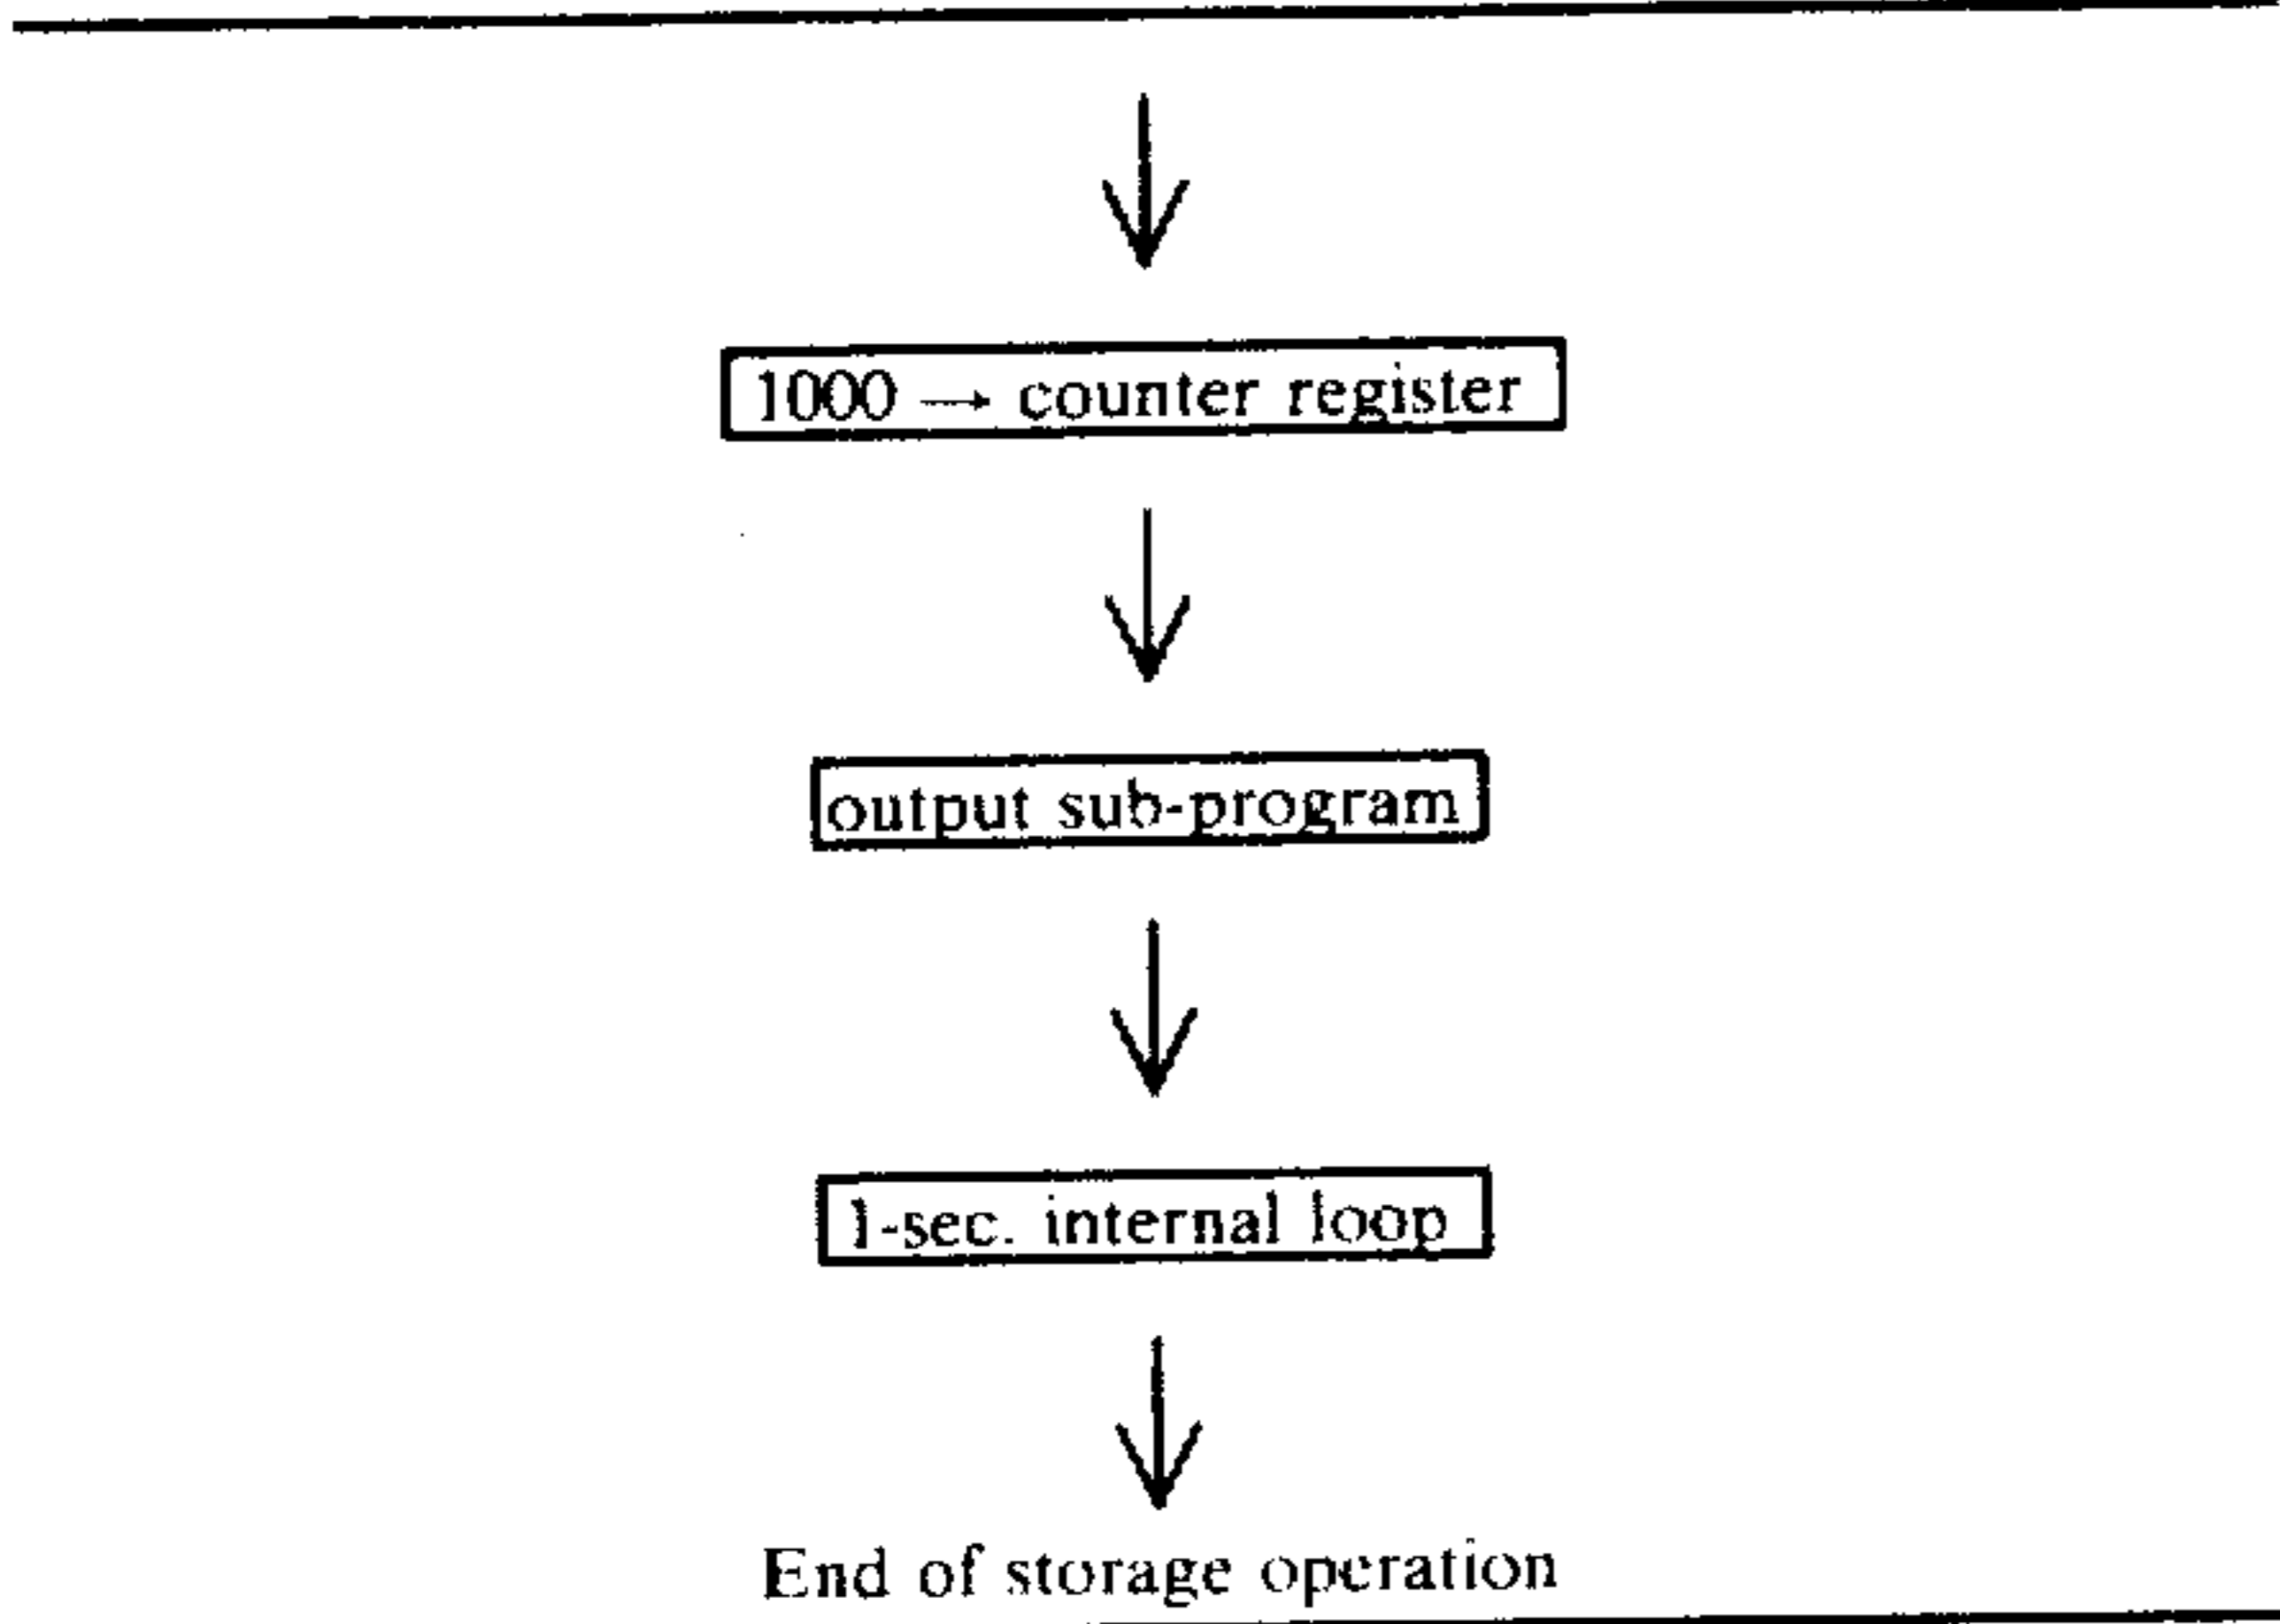 1000 → counter register
output sub-program
1-sec. internal loop
End of storage operation